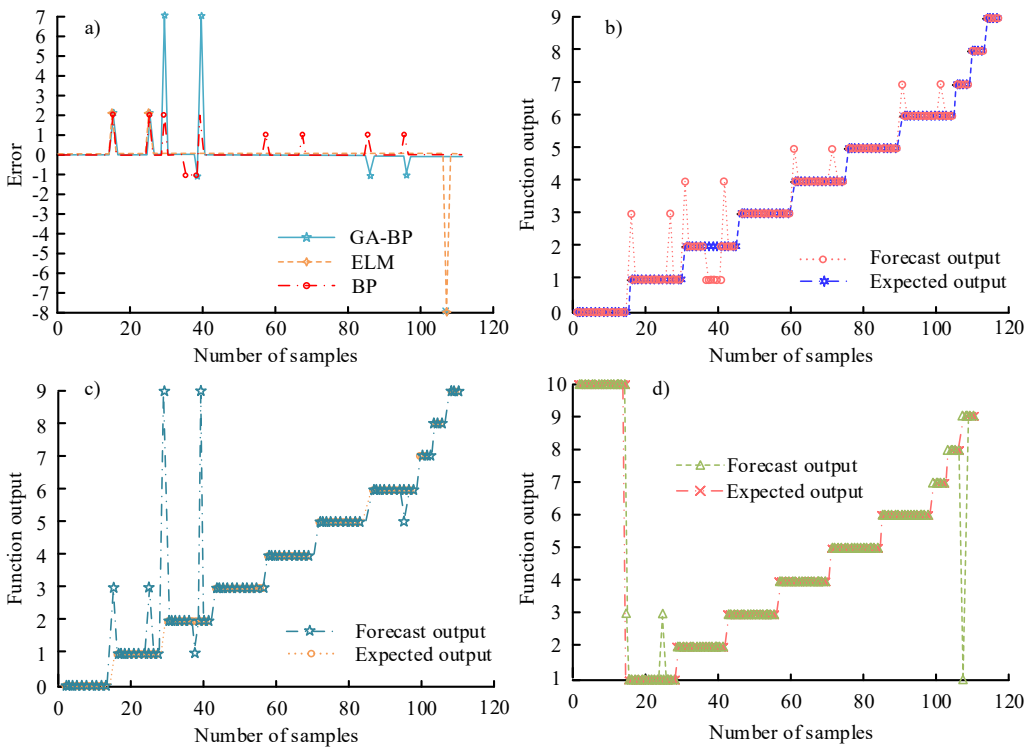 a)
7
6
5
4
3
2
1
0
-1
-2
-3
-4
-5
-6
-7
-8
Error
GA-BP
ELM
BP
0 20 40 60 80 100 120
Number of samples
b)
9
8
7
6
5
4
3
2
1
0
Function output
Forecast output
Expected output
0 20 40 60 80 100 120
Number of samples
c)
9
8
7
6
5
4
3
2
1
0
Function output
Forecast output
Expected output
0 20 40 60 80 100 120
Number of samples
d)
10
9
8
7
6
5
4
3
2
1
Function output
Forecast output
Expected output
0 20 40 60 80 100 120
Number of samples